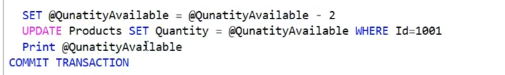 SET @QunatityAvailable = @QunatityAvailable - 2
UPDATE Products SET Quantity = @QunatityAvailable WHERE Id=1001
Print @QunatityAvailable
COMMIT TRANSACTION